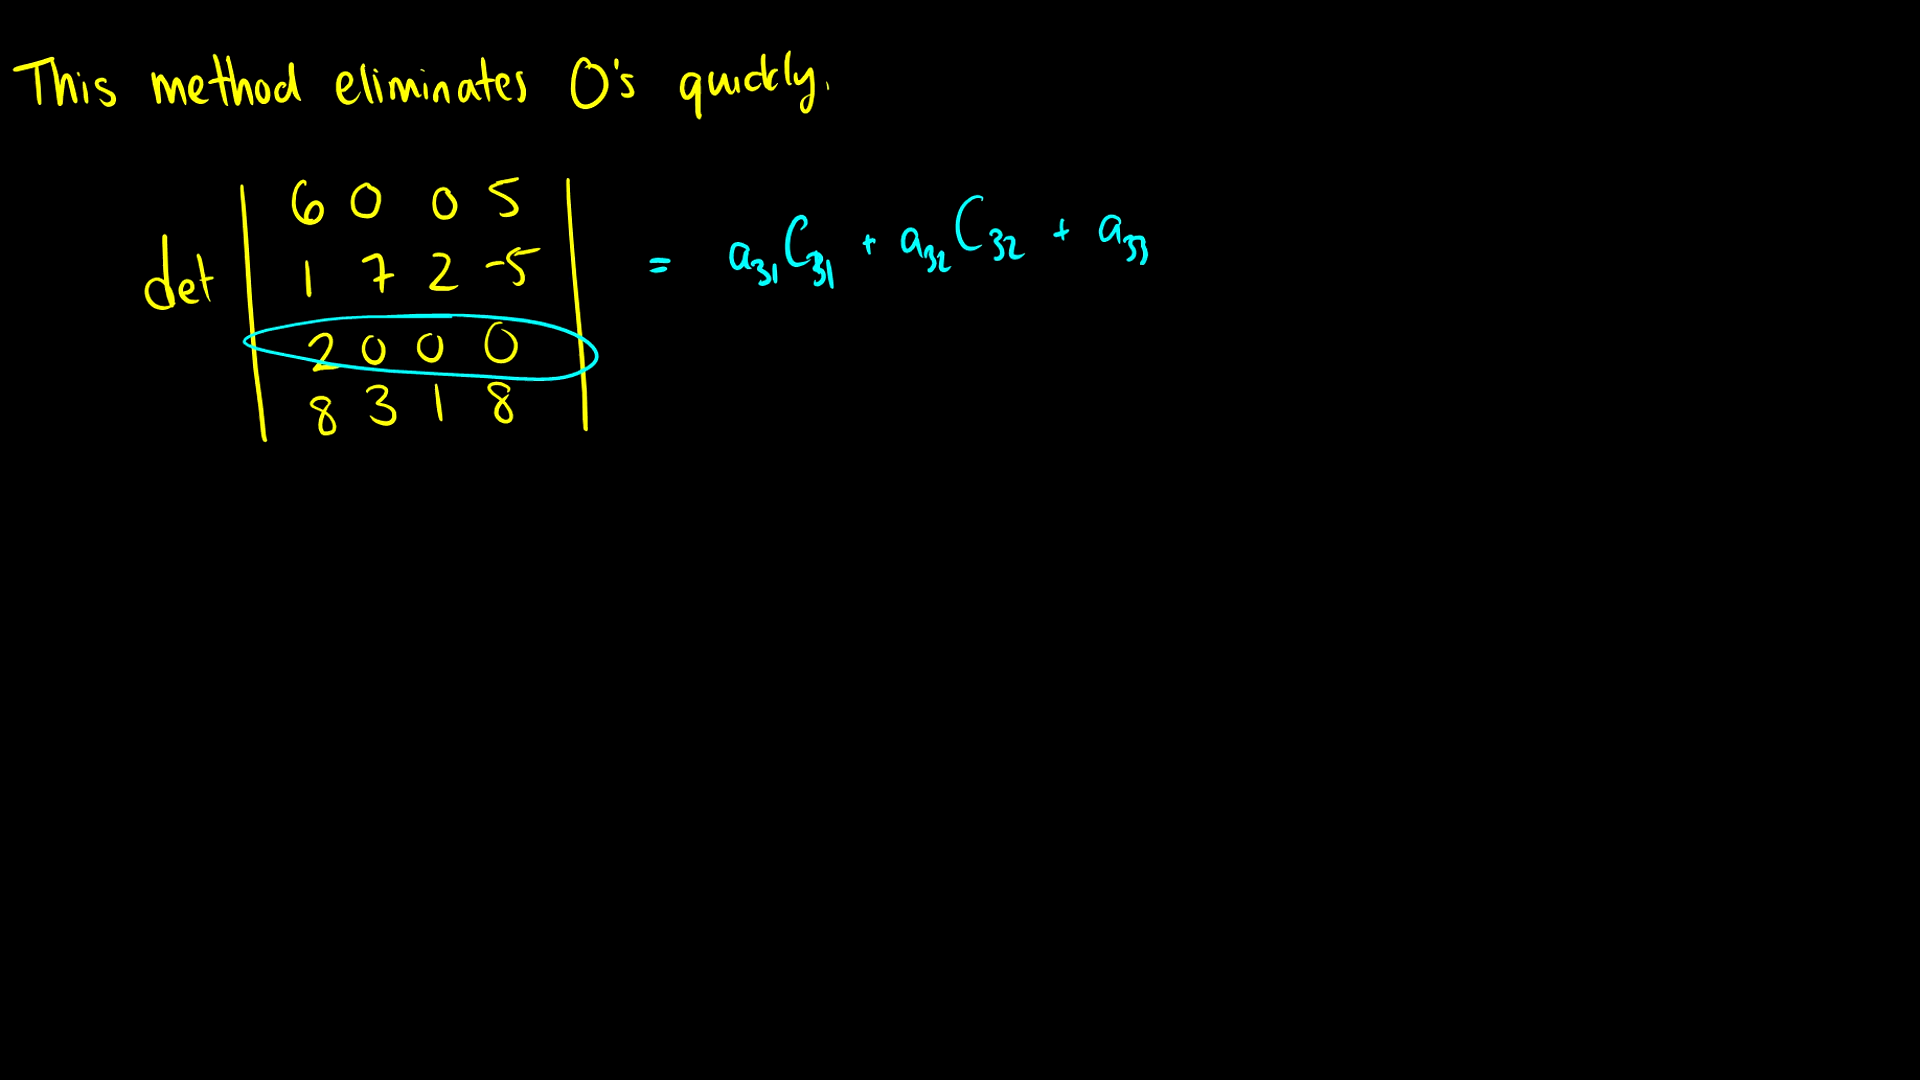 This method eliminates 0's quickly.
det | 6 0 0 5 |
| 1 7 2 -5 | = a₃₁C₃₁ + a₃₂C₃₂ + a₃₃
| 2 0 0 0 |
| 8 3 1 8 |